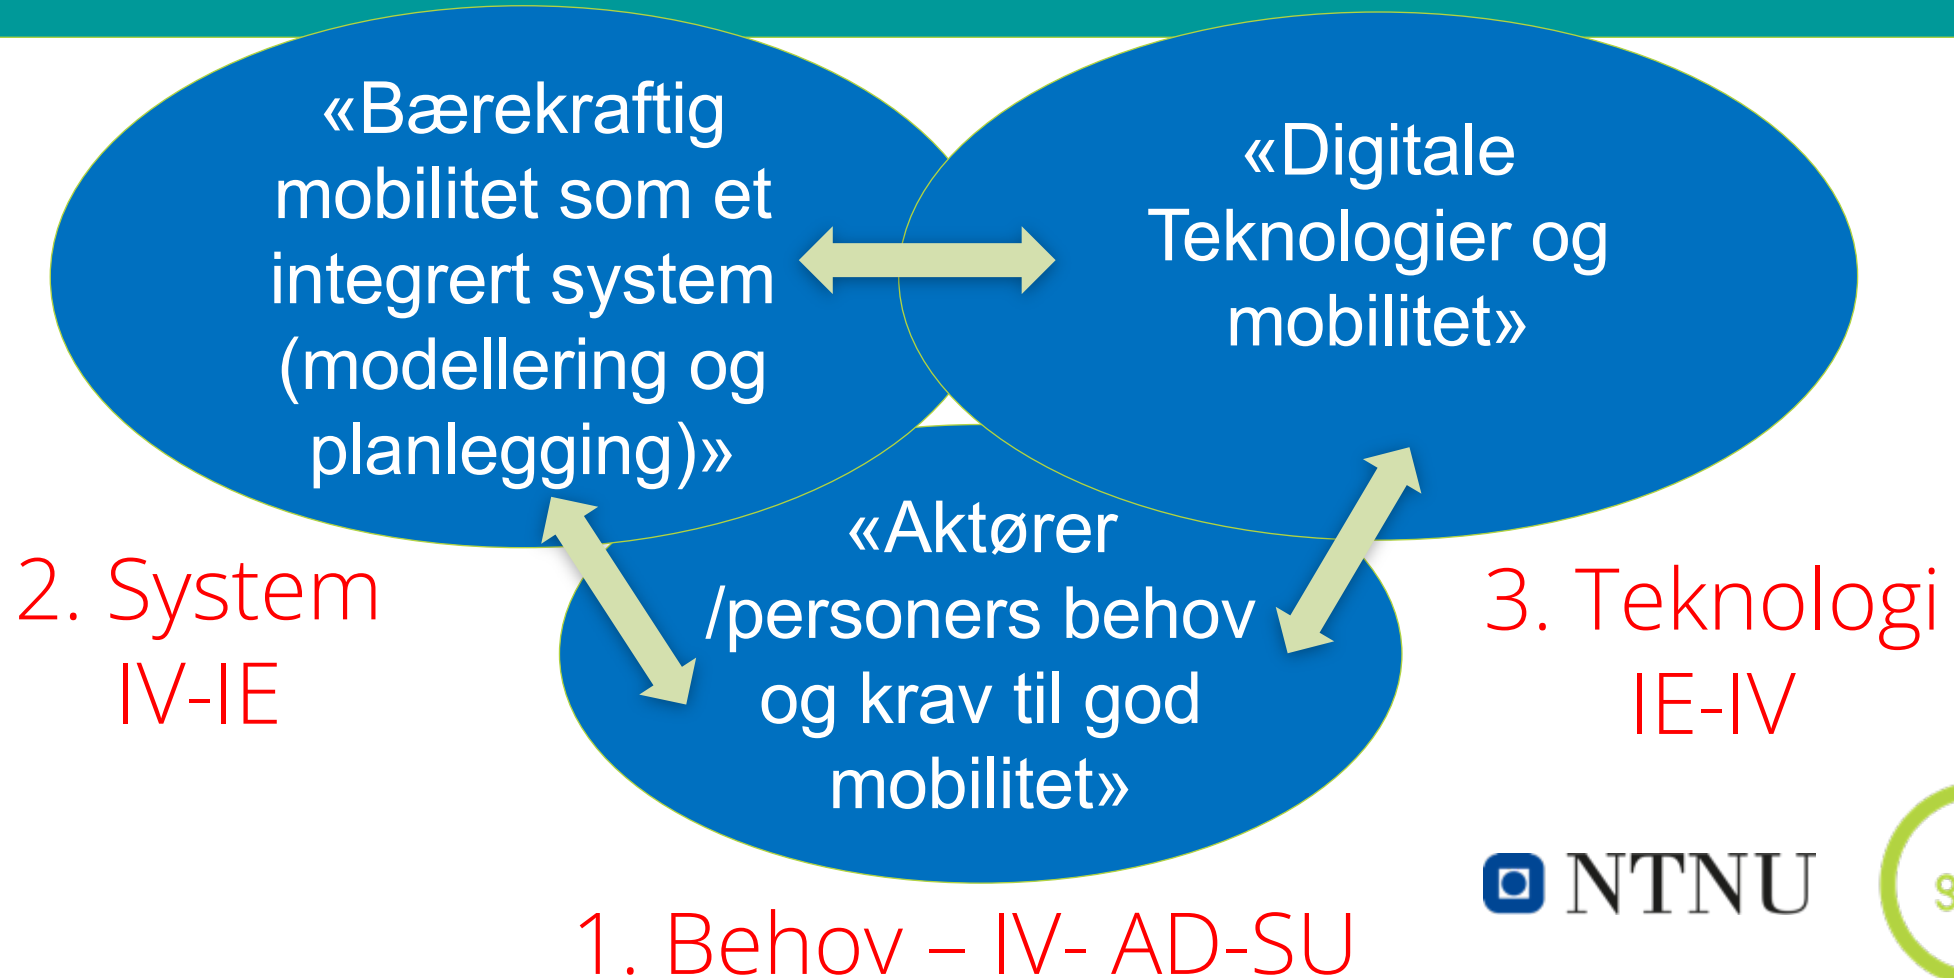 «Bærekraftig
mobilitet som et
integrert system
(modellering og
planlegging)»
«Digitale
Teknologier og
mobilitet»
«Aktører
/personers behov
og krav til god
mobilitet»
2. System
IV-IE
3. Teknologi
IE-IV
1. Behov – IV- AD-SU
NTNU